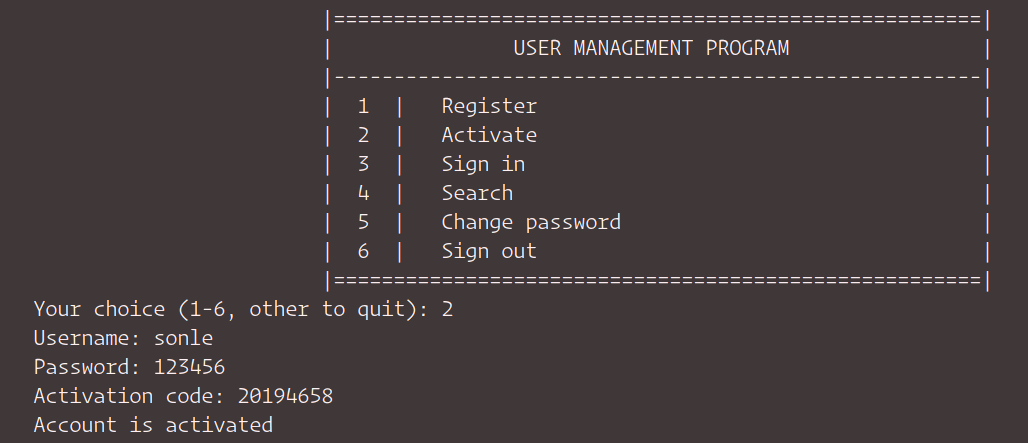 |======================================================|
|               USER MANAGEMENT PROGRAM                |
|------------------------------------------------------|
|  1  |   Register                                     |
|  2  |   Activate                                     |
|  3  |   Sign in                                      |
|  4  |   Search                                       |
|  5  |   Change password                              |
|  6  |   Sign out                                     |
|======================================================|
Your choice (1-6, other to quit): 2
Username: sonle
Password: 123456
Activation code: 20194658
Account is activated